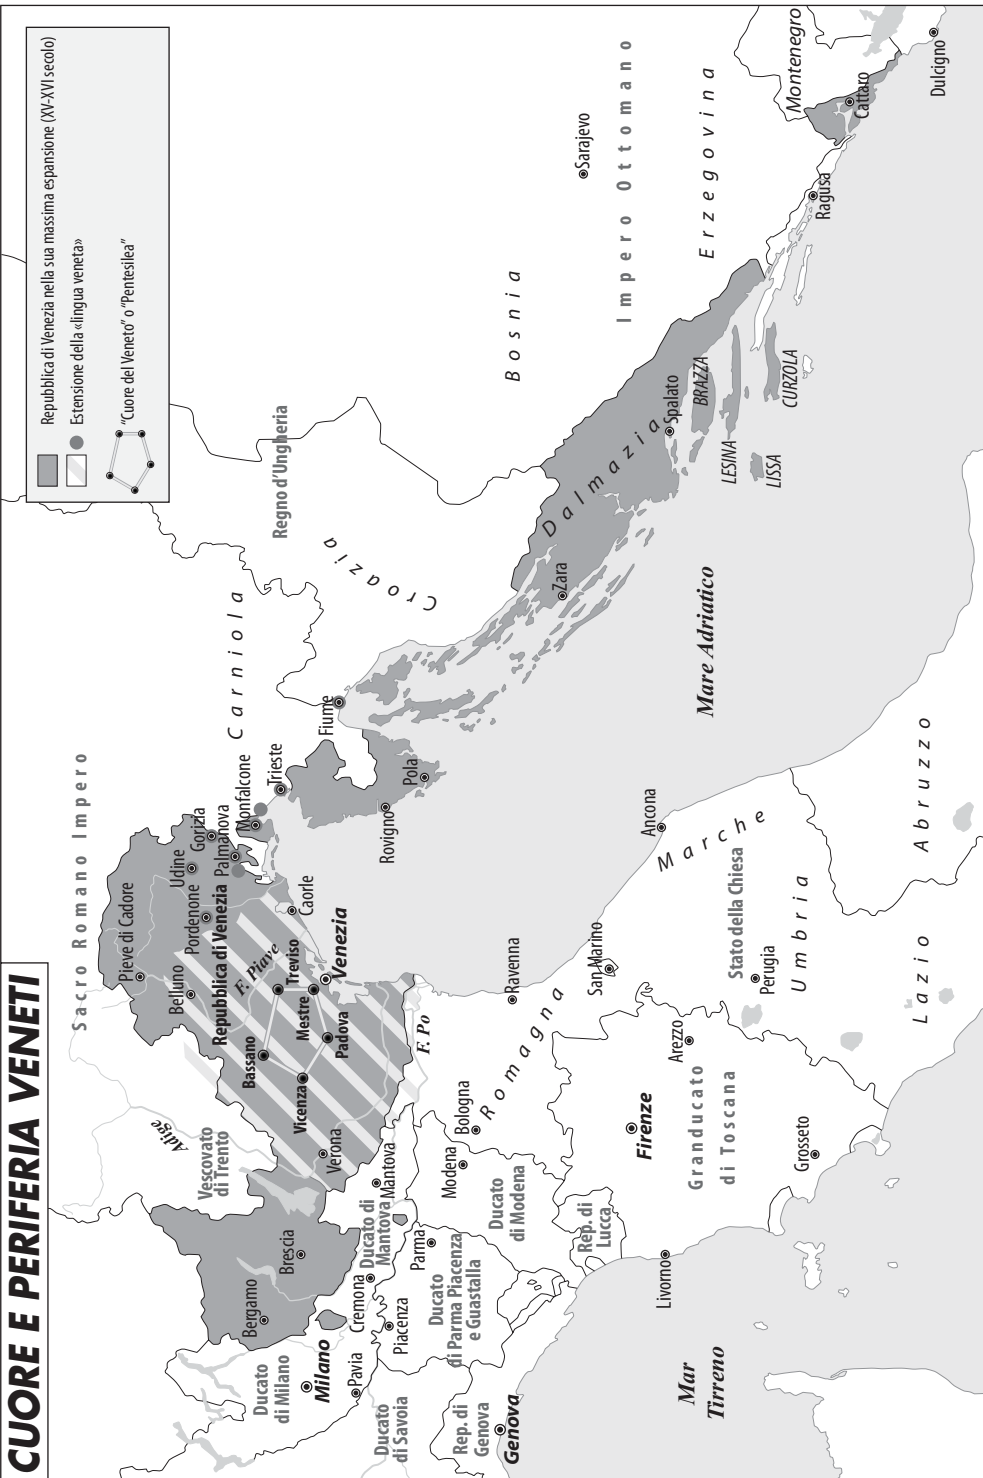 CUORE E PERIFERIA VENETI
Repubblica di Venezia nella sua massima espansione (XV-XVI secolo)
Estensione della «lingua veneta»
"Cuore del Veneto" o "Pentesilea"
Sacro Romano Impero
Carniola
Regno d'Ungheria
Croazia
Bosnia
Sarajevo
Impero Ottomano
Erzegovina
Montenegro
Cattaro
Dulcigno
Ragusa
Dalmazia
Zara
Spalato
BRAZZA
LESINA
LISSA
CURZOLA
Fiume
Trieste
Monfalcone
Gorizia
Palmanova
Udine
Pordenone
Pieve di Cadore
Belluno
Repubblica di Venezia
F. Piave
Treviso
Caorle
Venezia
Mestre
Padova
Bassano
Vicenza
Verona
Rovigno
Pola
Adige
Vescovato
di Trento
Brescia
Bergamo
Ducato
di Milano
Milano
Pavia
Cremona
Ducato di
Mantova
Mantova
F. Po
Piacenza
Parma
Ducato
di Parma Piacenza
e Guastalla
Ducato
di Savoia
Rep. di
Genova
Genova
Modena
Ducato
di Modena
Bologna
Romagna
Ravenna
San Marino
Rep. di
Lucca
Firenze
Granducato
di Toscana
Arezzo
Livorno
Grosseto
Mar
Tirreno
Mare Adriatico
Ancona
Marche
Stato della Chiesa
Perugia
Umbria
Lazio
Abruzzo